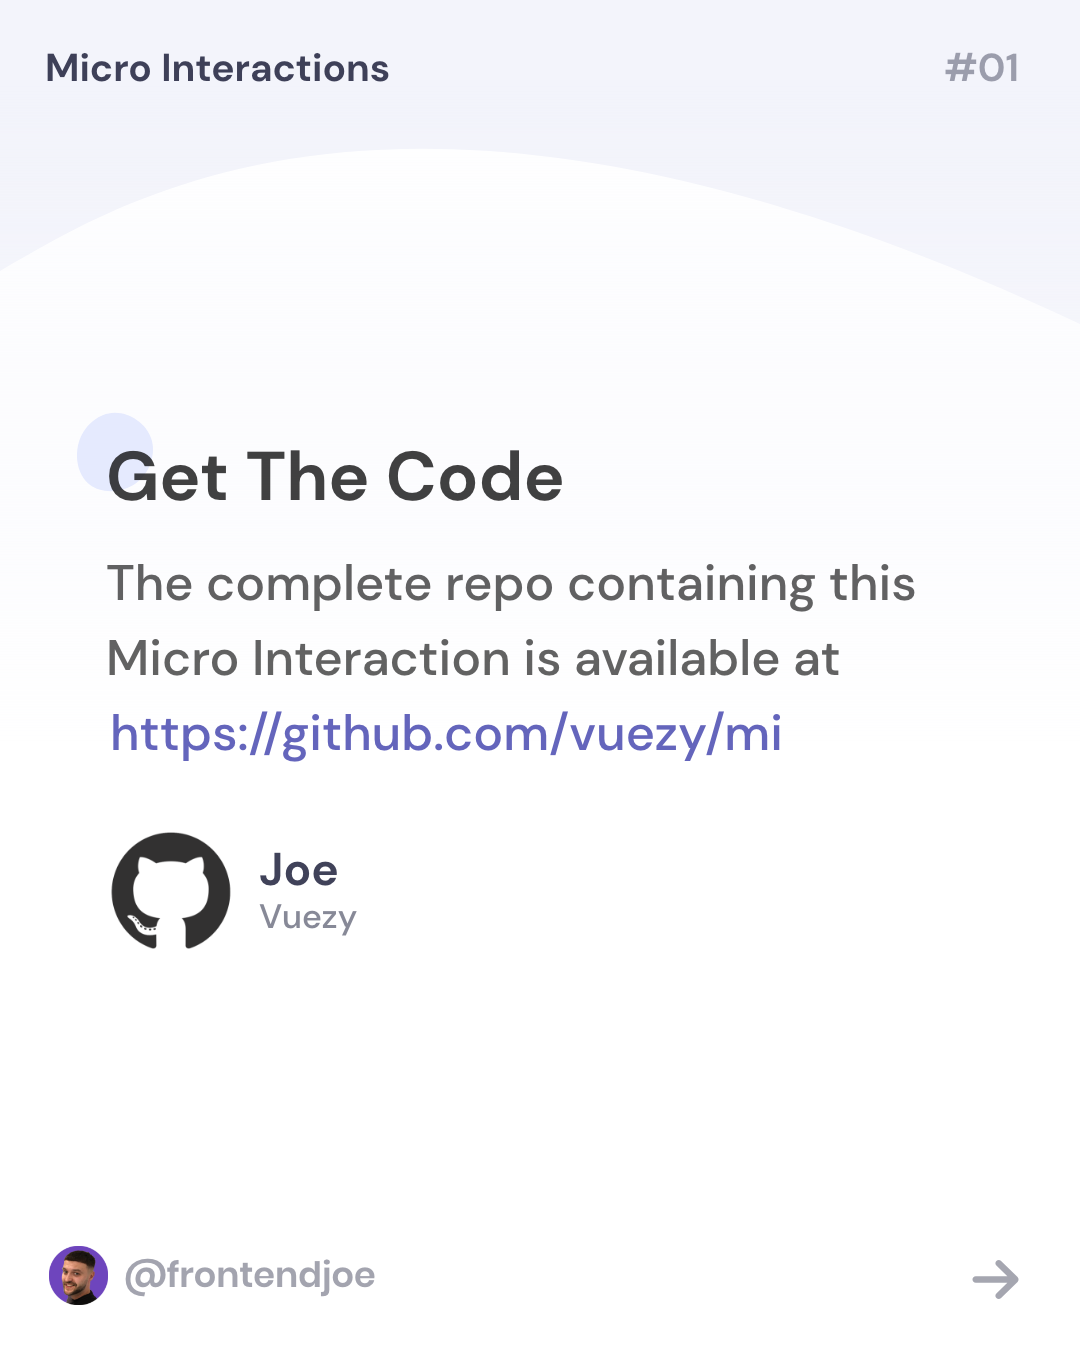 Micro Interactions
#01
Get The Code
The complete repo containing this
Micro Interaction is available at
https://github.com/vuezy/mi
Joe
Vuezy
@frontendjoe